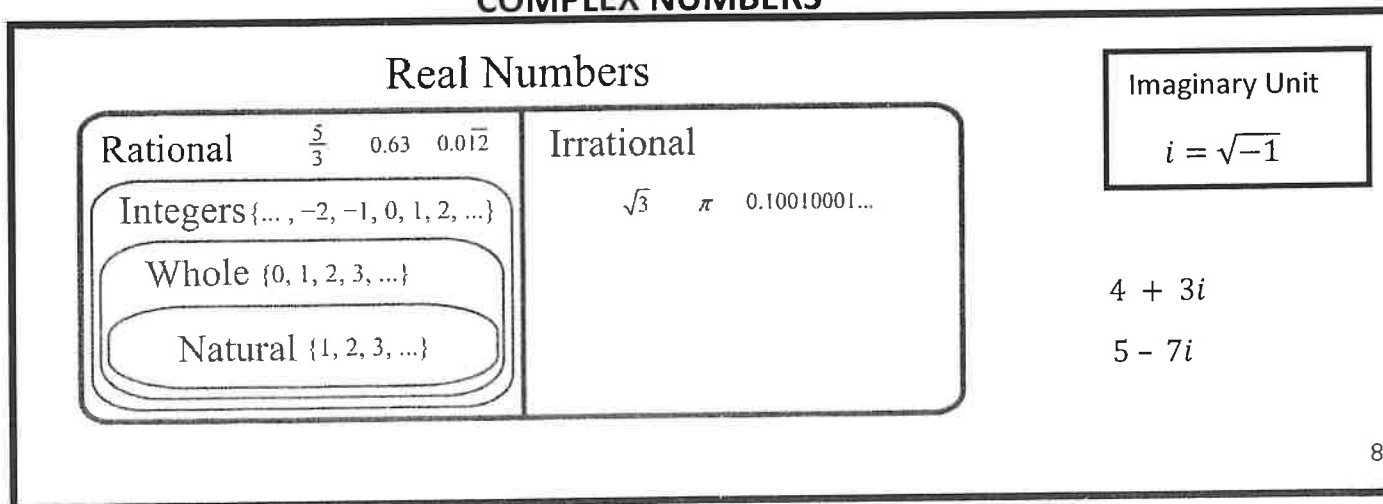 COMPLEX NUMBERS
Real Numbers
Rational 5/3 0.63 0.01̅2̅
Integers {... , −2, −1, 0, 1, 2, ...}
Whole {0, 1, 2, 3, ...}
Natural {1, 2, 3, ...}
Irrational
√3 π 0.10010001...
Imaginary Unit
i = √−1
4 + 3i
5 – 7i
8